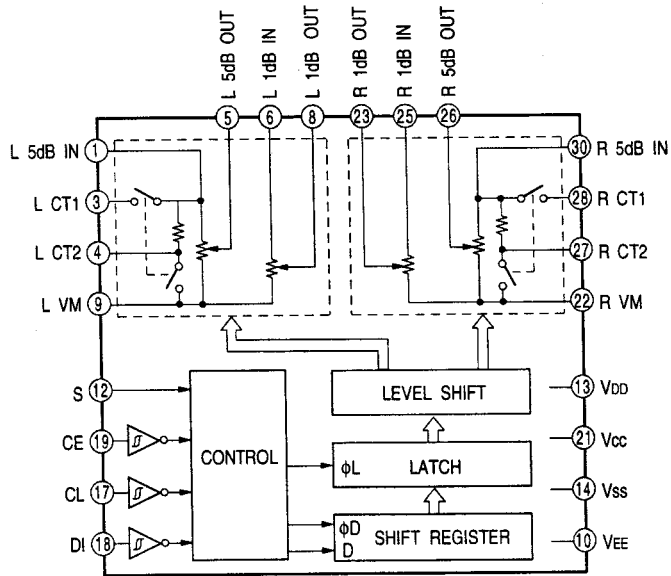 L 5dB OUT
L 1dB IN
L 1dB OUT
R 1dB OUT
R 1dB IN
R 5dB OUT
5
6
8
23
25
26
L 5dB IN
1
30
R 5dB IN
L CT1
3
28
R CT1
L CT2
4
27
R CT2
L VM
9
22
R VM
S
12
LEVEL SHIFT
13
VDD
CE
19
CONTROL
φL
LATCH
21
VCC
CL
17
14
VSS
DI
18
φD
D
SHIFT REGISTER
10
VEE